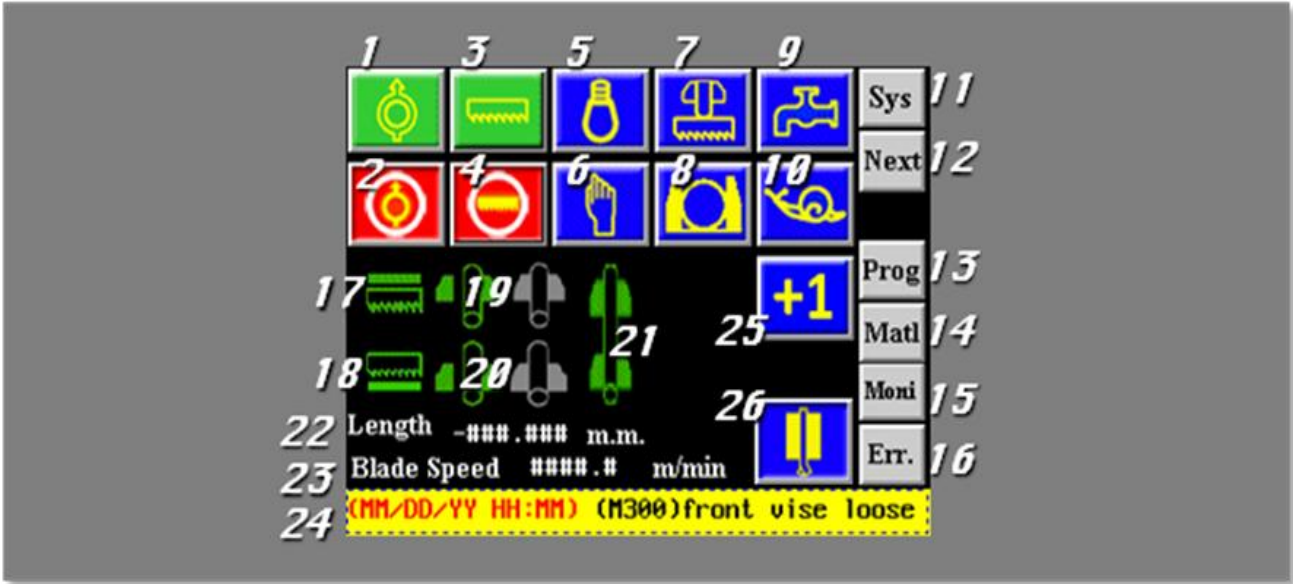 1 3 5 7 9
Sys 11
Next 12
2 4 6 8 10
Prog 13
17 19 +1
21 25 Matl 14
18 20
26 Moni 15
22 Length -###.### m.m.
Err. 16
23 Blade Speed ####.# m/min
24 (MM/DD/YY HH:MM) (M300)front vise loose